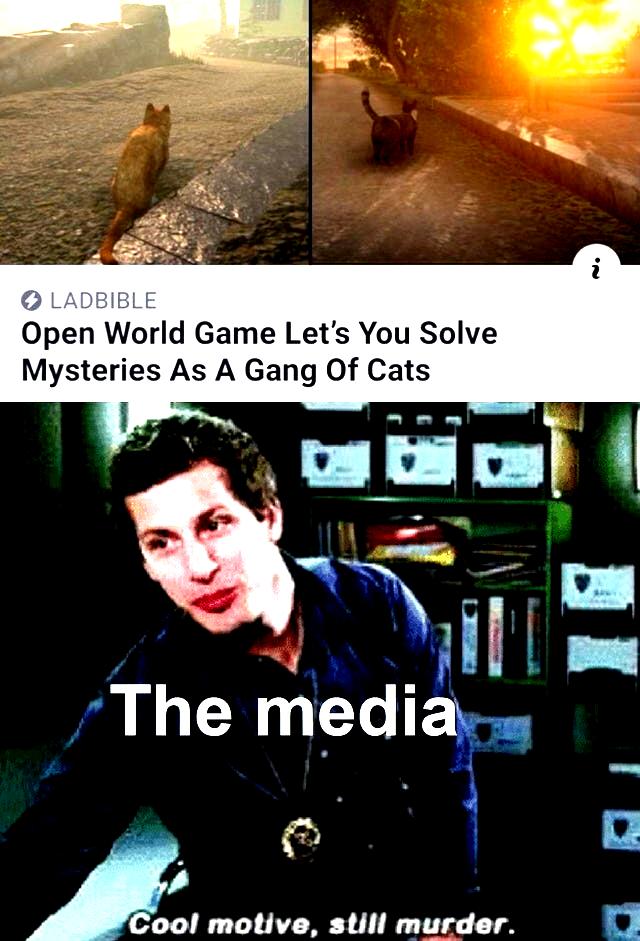 LADBIBLE
Open World Game Let's You Solve
Mysteries As A Gang Of Cats
The media
Cool motive, still murder.